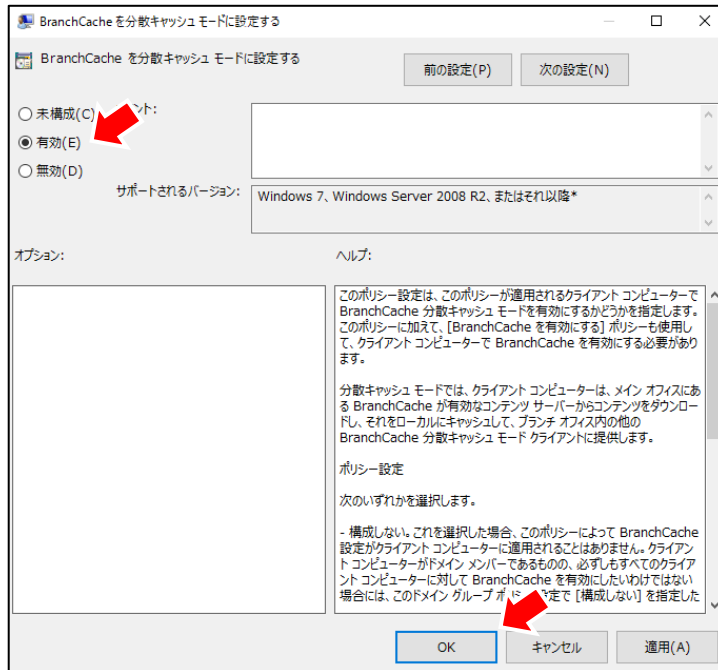 BranchCache を分散キャッシュ モードに設定する
BranchCache を分散キャッシュ モードに設定する
前の設定(P)
次の設定(N)
未構成(C)
ント:
有効(E)
無効(D)
サポートされるバージョン:
Windows 7、Windows Server 2008 R2、またはそれ以降*
オプション:
ヘルプ:
このポリシー設定は、このポリシーが適用されるクライアント コンピューターで
BranchCache 分散キャッシュ モードを有効にするかどうかを指定します。
このポリシーに加えて、[BranchCache を有効にする] ポリシーも使用し
て、クライアント コンピューターで BranchCache を有効にする必要があり
ます。
分散キャッシュ モードでは、クライアント コンピューターは、メイン オフィスにあ
る BranchCache が有効なコンテンツ サーバーからコンテンツをダウンロー
ドし、それをローカルにキャッシュして、ブランチ オフィス内の他の
BranchCache 分散キャッシュ モード クライアントに提供します。
ポリシー設定
次のいずれかを選択します。
- 構成しない。これを選択した場合、このポリシーによって BranchCache
設定がクライアント コンピューターに適用されることはありません。クライアン
ト コンピューターがドメイン メンバーであるものの、必ずしもすべてのクライア
ント コンピューターに対して BranchCache を有効にしたいわけではない
場合には、このドメイン グループ ポリ 設定で [構成しない] を指定した
OK
キャンセル
適用(A)